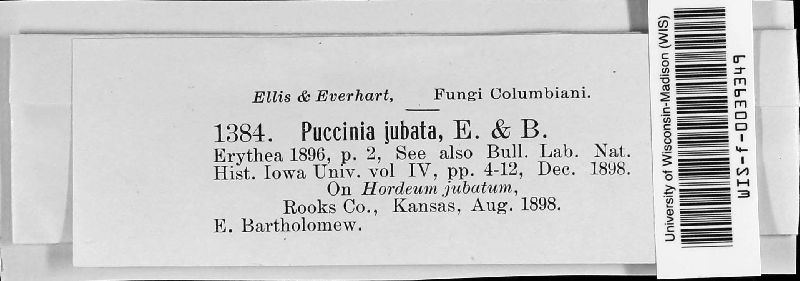 Ellis & Everhart, Fungi Columbiani.
1384. Puccinia jubata, E. & B.
Erythea 1896, p. 2, See also Bull. Lab. Nat.
Hist. Iowa Univ. vol IV, pp. 4-12, Dec. 1898.
On Hordeum jubatum,
Rooks Co., Kansas, Aug. 1898.
E. Bartholomew.
University of Wisconsin-Madison (WIS)
WIS-f-0039349